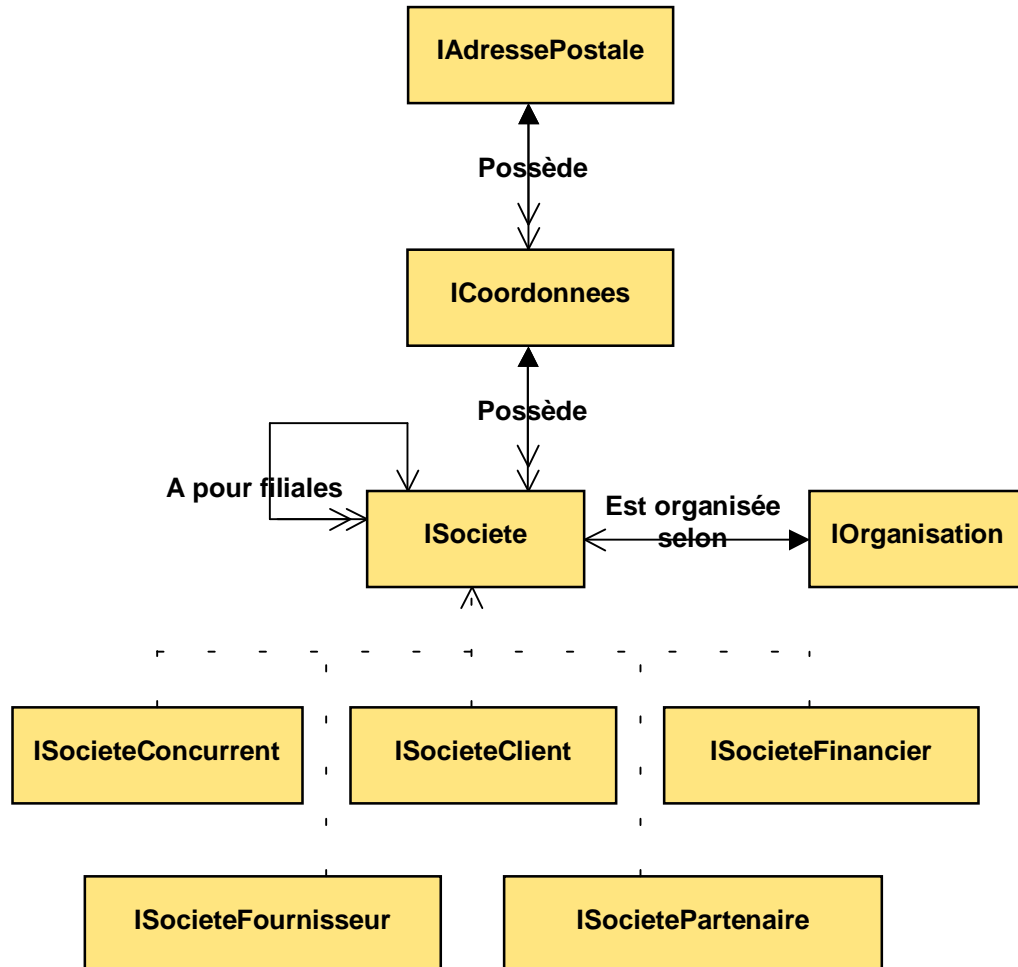 IAdressePostale
Possède
ICoordonnees
Possède
A pour filiales
ISociete
Est organisée
selon
IOrganisation
ISocieteConcurrent
ISocieteClient
ISocieteFinancier
ISocieteFournisseur
ISocietePartenaire